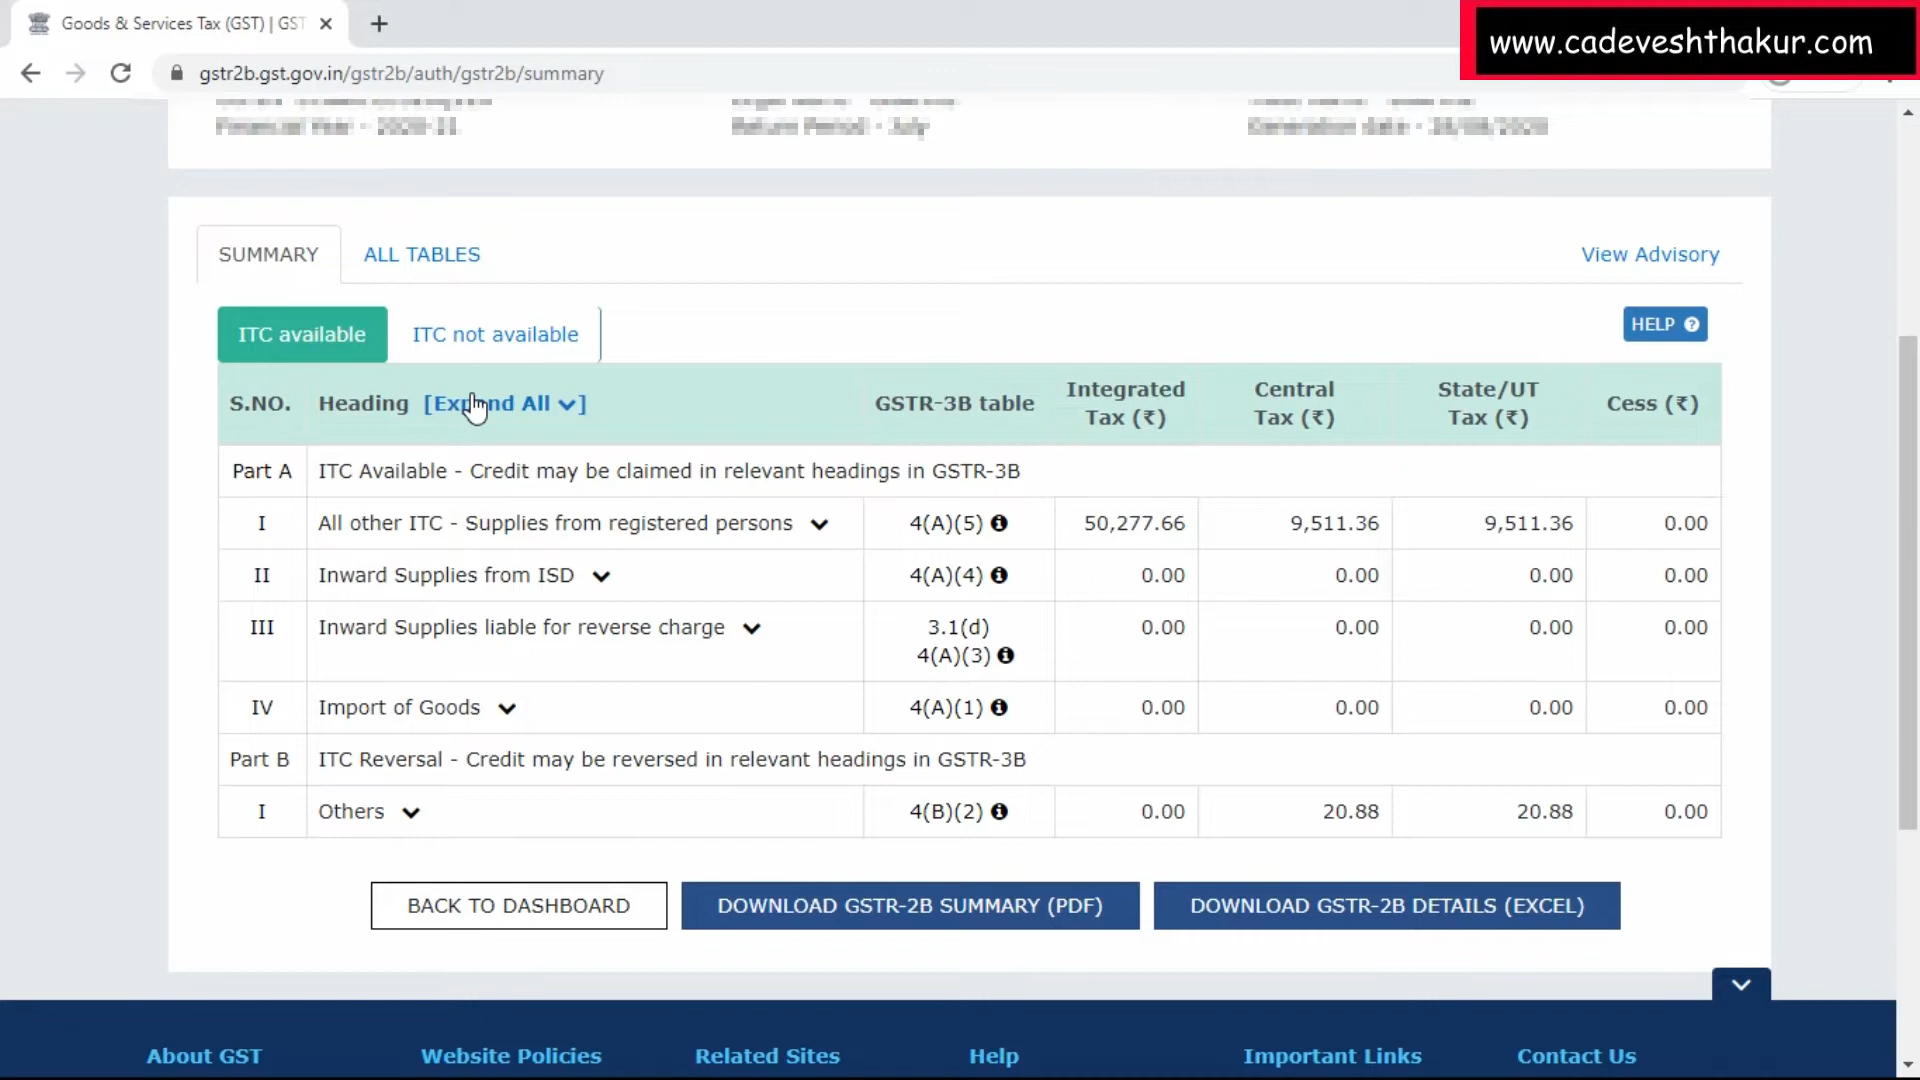 Goods & Services Tax (GST) | GST
www.cadeveshthakur.com
gstr2b.gst.gov.in/gstr2b/auth/gstr2b/summary
Financial Year - 2020-21 Return Period - July Generation date -
SUMMARY ALL TABLES View Advisory
ITC available ITC not available HELP
S.NO. Heading [Expand All ] GSTR-3B table Integrated Tax (₹) Central Tax (₹) State/UT Tax (₹) Cess (₹)
Part A ITC Available - Credit may be claimed in relevant headings in GSTR-3B
I All other ITC - Supplies from registered persons 4(A)(5) 50,277.66 9,511.36 9,511.36 0.00
II Inward Supplies from ISD 4(A)(4) 0.00 0.00 0.00 0.00
III Inward Supplies liable for reverse charge 3.1(d) 4(A)(3) 0.00 0.00 0.00 0.00
IV Import of Goods 4(A)(1) 0.00 0.00 0.00 0.00
Part B ITC Reversal - Credit may be reversed in relevant headings in GSTR-3B
I Others 4(B)(2) 0.00 20.88 20.88 0.00
BACK TO DASHBOARD DOWNLOAD GSTR-2B SUMMARY (PDF) DOWNLOAD GSTR-2B DETAILS (EXCEL)
About GST Website Policies Related Sites Help Important Links Contact Us